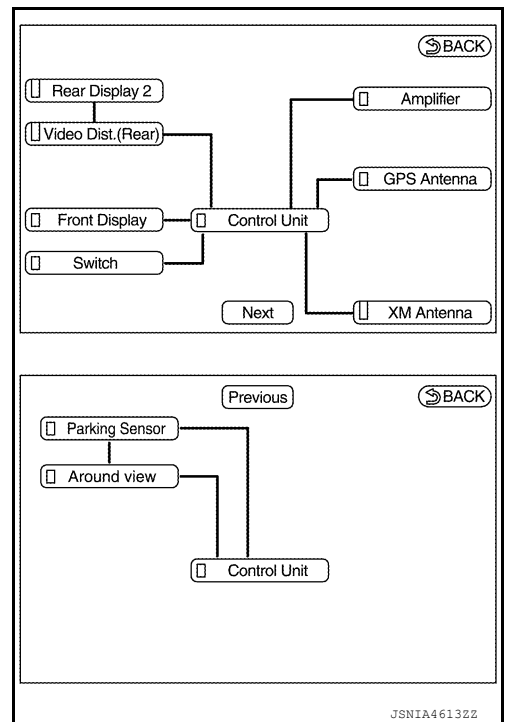 BACK
Rear Display 2
Amplifier
Video Dist.(Rear)
GPS Antenna
Front Display
Control Unit
Switch
Next
XM Antenna
Previous
BACK
Parking Sensor
Around view
Control Unit
JSNIA4613ZZ